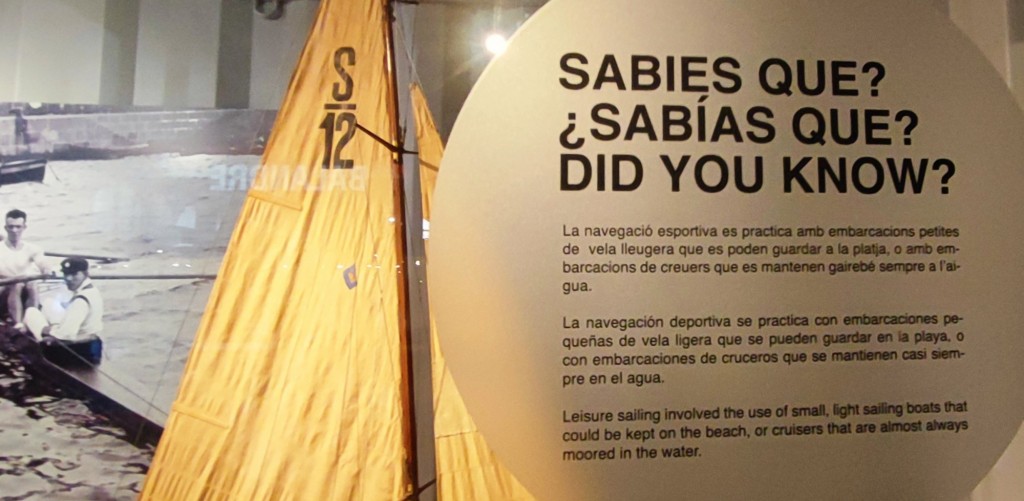 S
12
BALANDRE
SABIES QUE?
¿SABÍAS QUE?
DID YOU KNOW?
La navegació esportiva es practica amb embarcacions petites
de vela lleugera que es poden guardar a la platja, o amb em-
barcacions de creuers que es mantenen gairebé sempre a l'ai-
gua.
La navegación deportiva se practica con embarcaciones pe-
queñas de vela ligera que se pueden guardar en la playa, o
con embarcaciones de cruceros que se mantienen casi siem-
pre en el agua.
Leisure sailing involved the use of small, light sailing boats that
could be kept on the beach, or cruisers that are almost always
moored in the water.